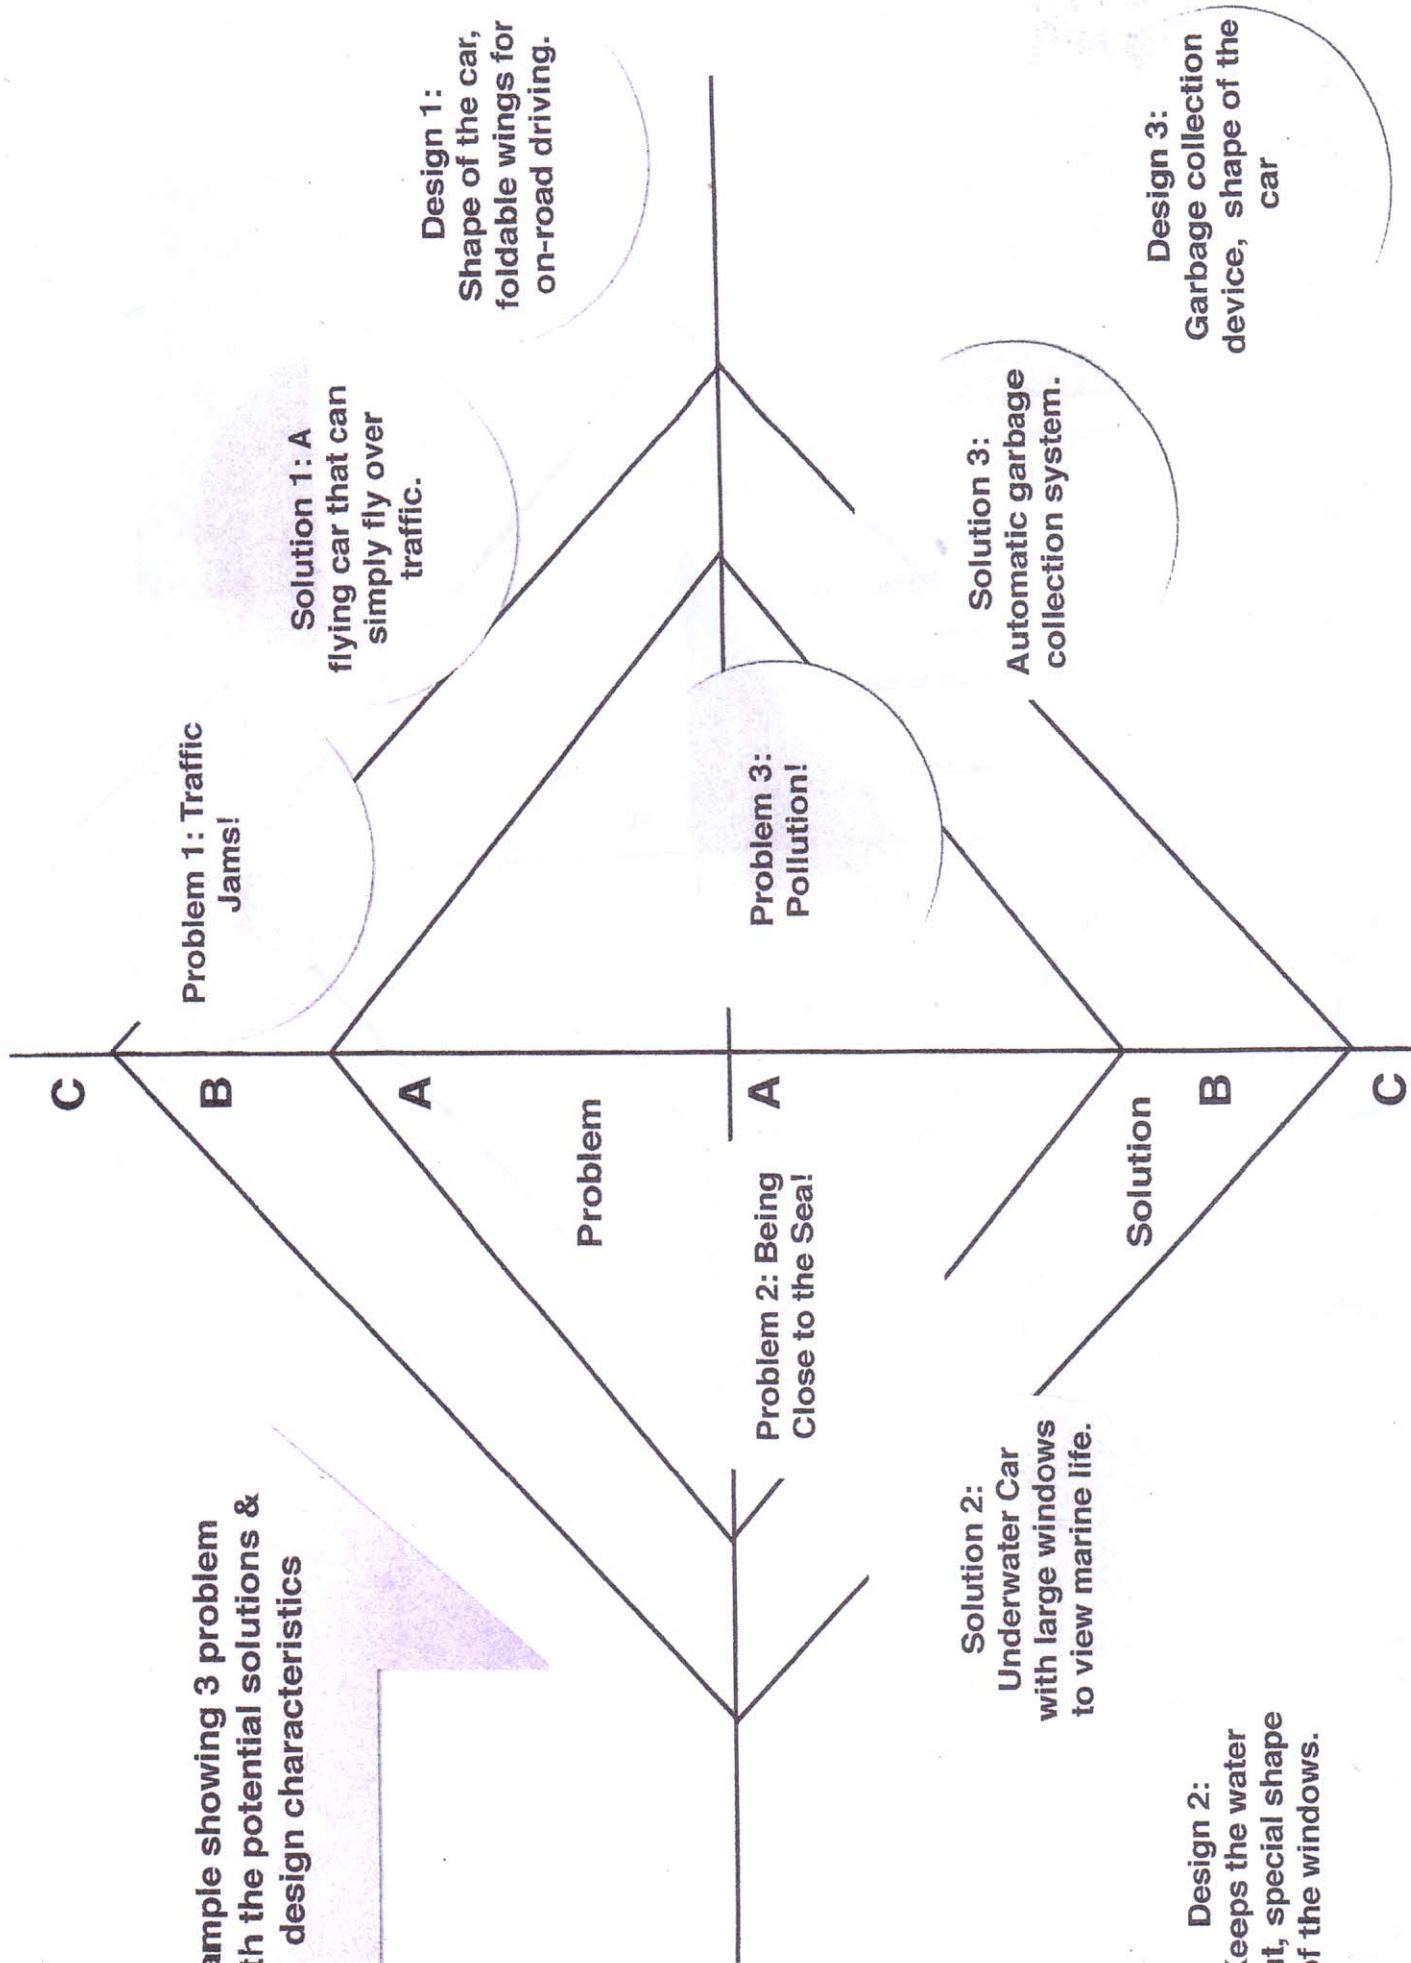 ample showing 3 problem
th the potential solutions &
design characteristics
C
B
A
Problem 1: Traffic
Jams!
Solution 1: A
flying car that can
simply fly over
traffic.
Design 1:
Shape of the car,
foldable wings for
on-road driving.
Problem
A
Problem 2: Being
Close to the Sea!
Problem 3:
Pollution!
Solution 2:
Underwater Car
with large windows
to view marine life.
Solution 3:
Automatic garbage
collection system.
Solution
B
C
Design 2:
Keeps the water
ut, special shape
of the windows.
Design 3:
Garbage collection
device, shape of the
car